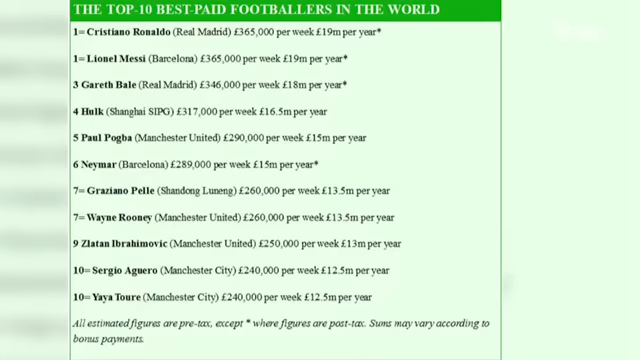 THE TOP-10 BEST-PAID FOOTBALLERS IN THE WORLD
1= Cristiano Ronaldo (Real Madrid) £365,000 per week £19m per year*
1= Lionel Messi (Barcelona) £365,000 per week £19m per year*
3 Gareth Bale (Real Madrid) £346,000 per week £18m per year*
4 Hulk (Shanghai SIPG) £317,000 per week £16.5m per year
5 Paul Pogba (Manchester United) £290,000 per week £15m per year
6 Neymar (Barcelona) £289,000 per week £15m per year*
7= Graziano Pelle (Shandong Luneng) £260,000 per week £13.5m per year
7= Wayne Rooney (Manchester United) £260,000 per week £13.5m per year
9 Zlatan Ibrahimovic (Manchester United) £250,000 per week £13m per year
10= Sergio Aguero (Manchester City) £240,000 per week £12.5m per year
10= Yaya Toure (Manchester City) £240,000 per week £12.5m per year
All estimated figures are pre-tax, except * where figures are post-tax. Sums may vary according to
bonus payments.